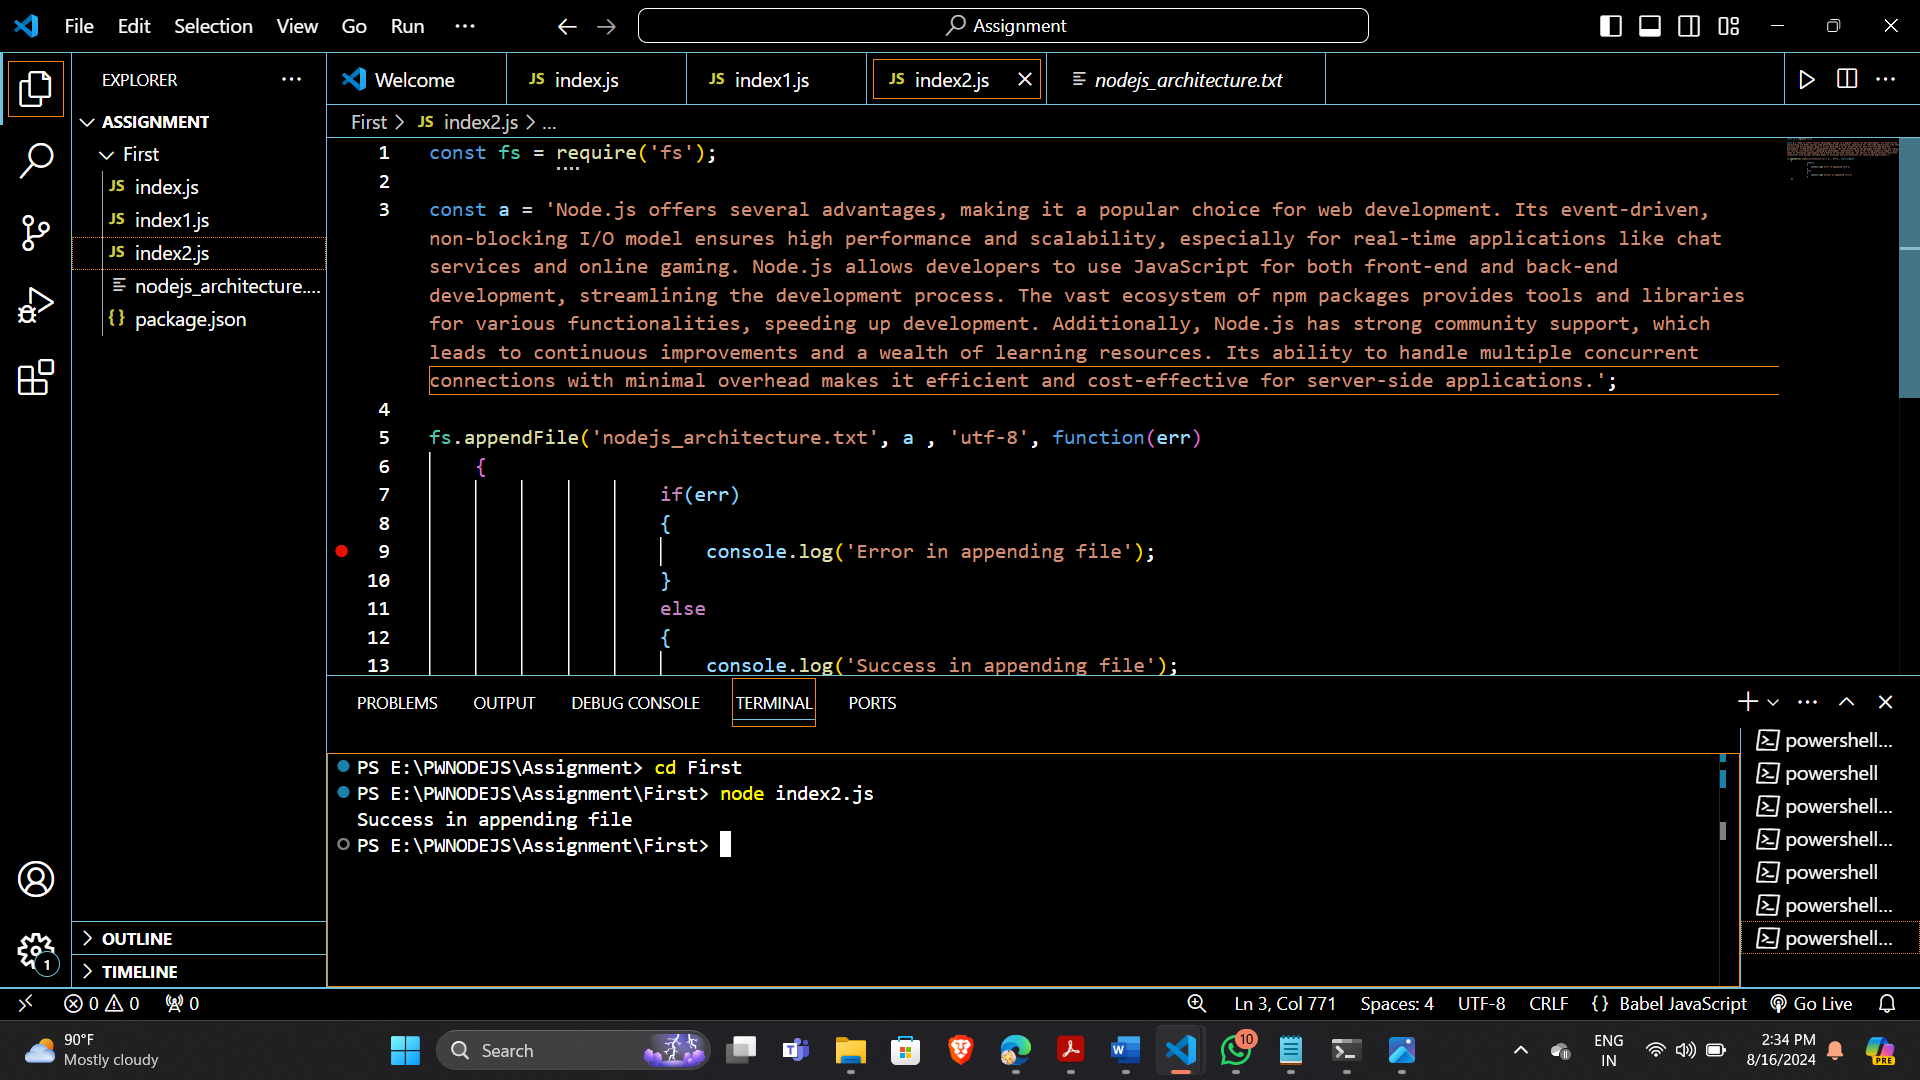 File Edit Selection View Go Run ...
Assignment
EXPLORER
Welcome
JS index.js
JS index1.js
JS index2.js
nodejs_architecture.txt
ASSIGNMENT
First
JS index.js
JS index1.js
JS index2.js
nodejs_architecture....
{} package.json
OUTLINE
TIMELINE
First > JS index2.js > ...
1 const fs = require('fs');
2
3 const a = 'Node.js offers several advantages, making it a popular choice for web development. Its event-driven,
non-blocking I/O model ensures high performance and scalability, especially for real-time applications like chat
services and online gaming. Node.js allows developers to use JavaScript for both front-end and back-end
development, streamlining the development process. The vast ecosystem of npm packages provides tools and libraries
for various functionalities, speeding up development. Additionally, Node.js has strong community support, which
leads to continuous improvements and a wealth of learning resources. Its ability to handle multiple concurrent
connections with minimal overhead makes it efficient and cost-effective for server-side applications.';
4
5 fs.appendFile('nodejs_architecture.txt', a , 'utf-8', function(err)
6 {
7 if(err)
8 {
9 console.log('Error in appending file');
10 }
11 else
12 {
13 console.log('Success in appending file');
PROBLEMS OUTPUT DEBUG CONSOLE TERMINAL PORTS
PS E:\PWNODEJS\Assignment> cd First
PS E:\PWNODEJS\Assignment\First> node index2.js
Success in appending file
PS E:\PWNODEJS\Assignment\First>
powershell...
powershell
powershell...
powershell...
powershell
powershell...
powershell...
1
0 0 0
Ln 3, Col 771 Spaces: 4 UTF-8 CRLF {} Babel JavaScript Go Live
90°F
Mostly cloudy
Search
10
ENG
IN
2:34 PM
8/16/2024
PRE